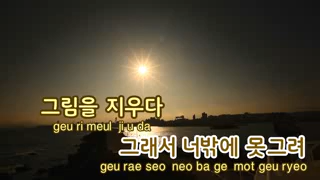 그림을 지우다
geu ri meul ji u da
그래서 너밖에 못그려
geu rae seo neo ba ge mot geu ryeo